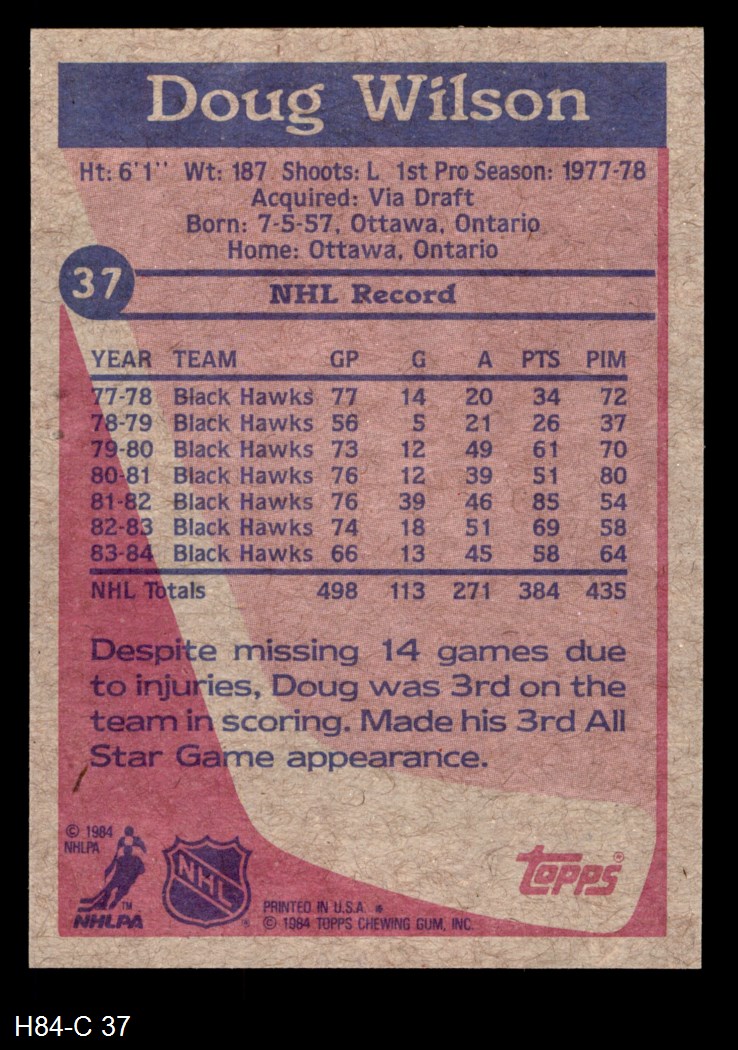 Doug Wilson
Ht: 6'1'' Wt: 187 Shoots: L 1st Pro Season: 1977-78
Acquired: Via Draft
Born: 7-5-57, Ottawa, Ontario
Home: Ottawa, Ontario
37
NHL Record
YEAR TEAM GP G A PTS PIM
77-78 Black Hawks 77 14 20 34 72
78-79 Black Hawks 56 5 21 26 37
79-80 Black Hawks 73 12 49 61 70
80-81 Black Hawks 76 12 39 51 80
81-82 Black Hawks 76 39 46 85 54
82-83 Black Hawks 74 18 51 69 58
83-84 Black Hawks 66 13 45 58 64
NHL Totals 498 113 271 384 435
Despite missing 14 games due
to injuries, Doug was 3rd on the
team in scoring. Made his 3rd All
Star Game appearance.
© 1984
NHLPA
TM
NHLPA
NHL
®
topps®
PRINTED IN U.S.A. *
© 1984 TOPPS CHEWING GUM, INC.
H84-C 37